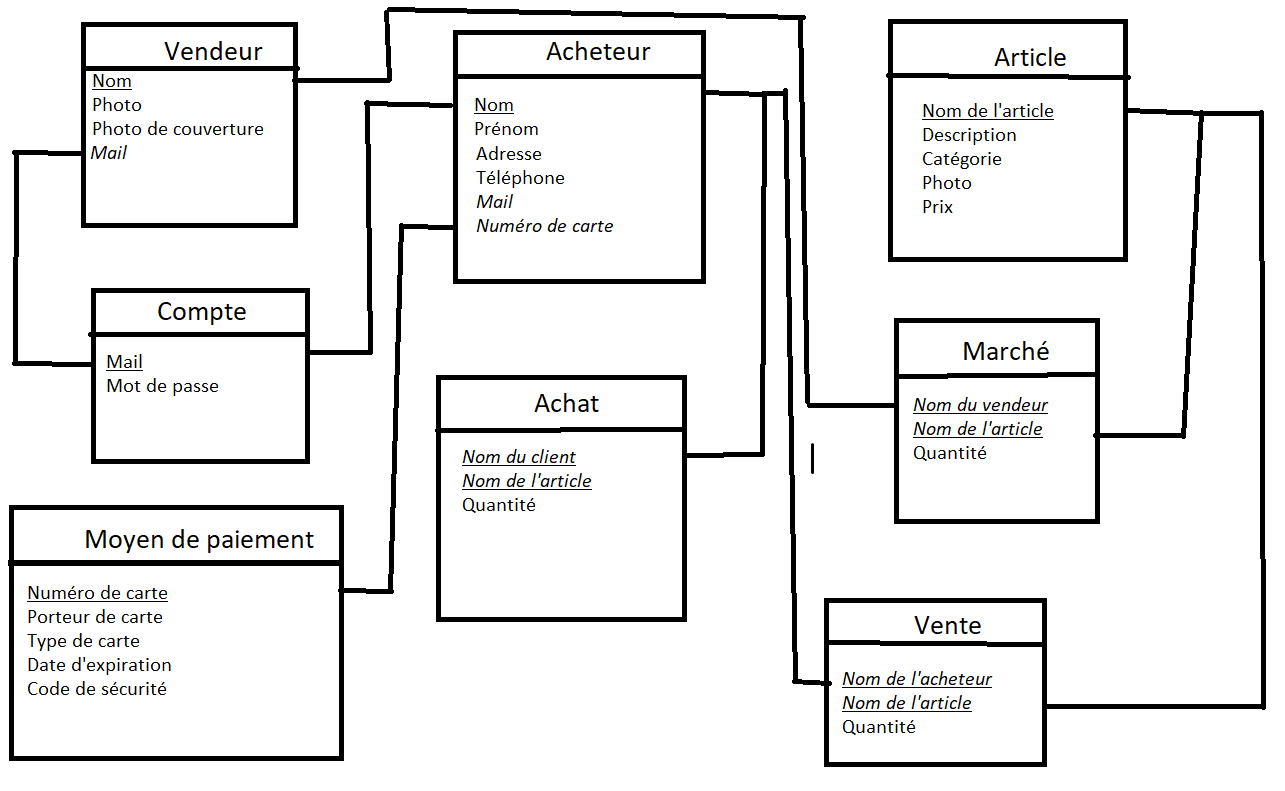 Vendeur
Nom
Photo
Photo de couverture
Mail
Acheteur
Nom
Prénom
Adresse
Téléphone
Mail
Numéro de carte
Article
Nom de l'article
Description
Catégorie
Photo
Prix
Compte
Mail
Mot de passe
Achat
Nom du client
Nom de l'article
Quantité
Marché
Nom du vendeur
Nom de l'article
Quantité
Moyen de paiement
Numéro de carte
Porteur de carte
Type de carte
Date d'expiration
Code de sécurité
Vente
Nom de l'acheteur
Nom de l'article
Quantité